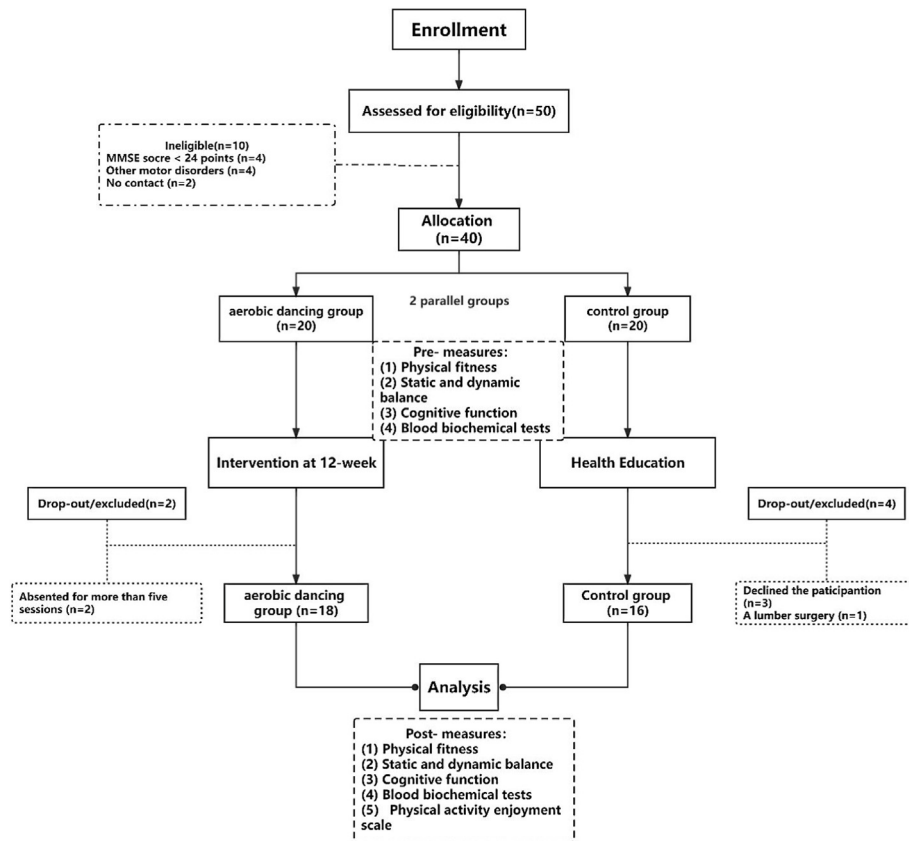 Enrollment
Assessed for eligibility(n=50)
Ineligible(n=10)
MMSE socre < 24 points (n=4)
Other motor disorders (n=4)
No contact (n=2)
Allocation
(n=40)
2 parallel groups
aerobic dancing group
(n=20)
control group
(n=20)
Pre- measures:
(1) Physical fitness
(2) Static and dynamic
balance
(3) Cognitive function
(4) Blood biochemical tests
Intervention at 12-week
Health Education
Drop-out/excluded(n=2)
Drop-out/excluded(n=4)
Absented for more than five
sessions (n=2)
aerobic dancing
group (n=18)
Control group
(n=16)
Declined the paticipantion
(n=3)
A lumber surgery (n=1)
Analysis
Post- measures:
(1) Physical fitness
(2) Static and dynamic balance
(3) Cognitive function
(4) Blood biochemical tests
(5) Physical activity enjoyment
scale